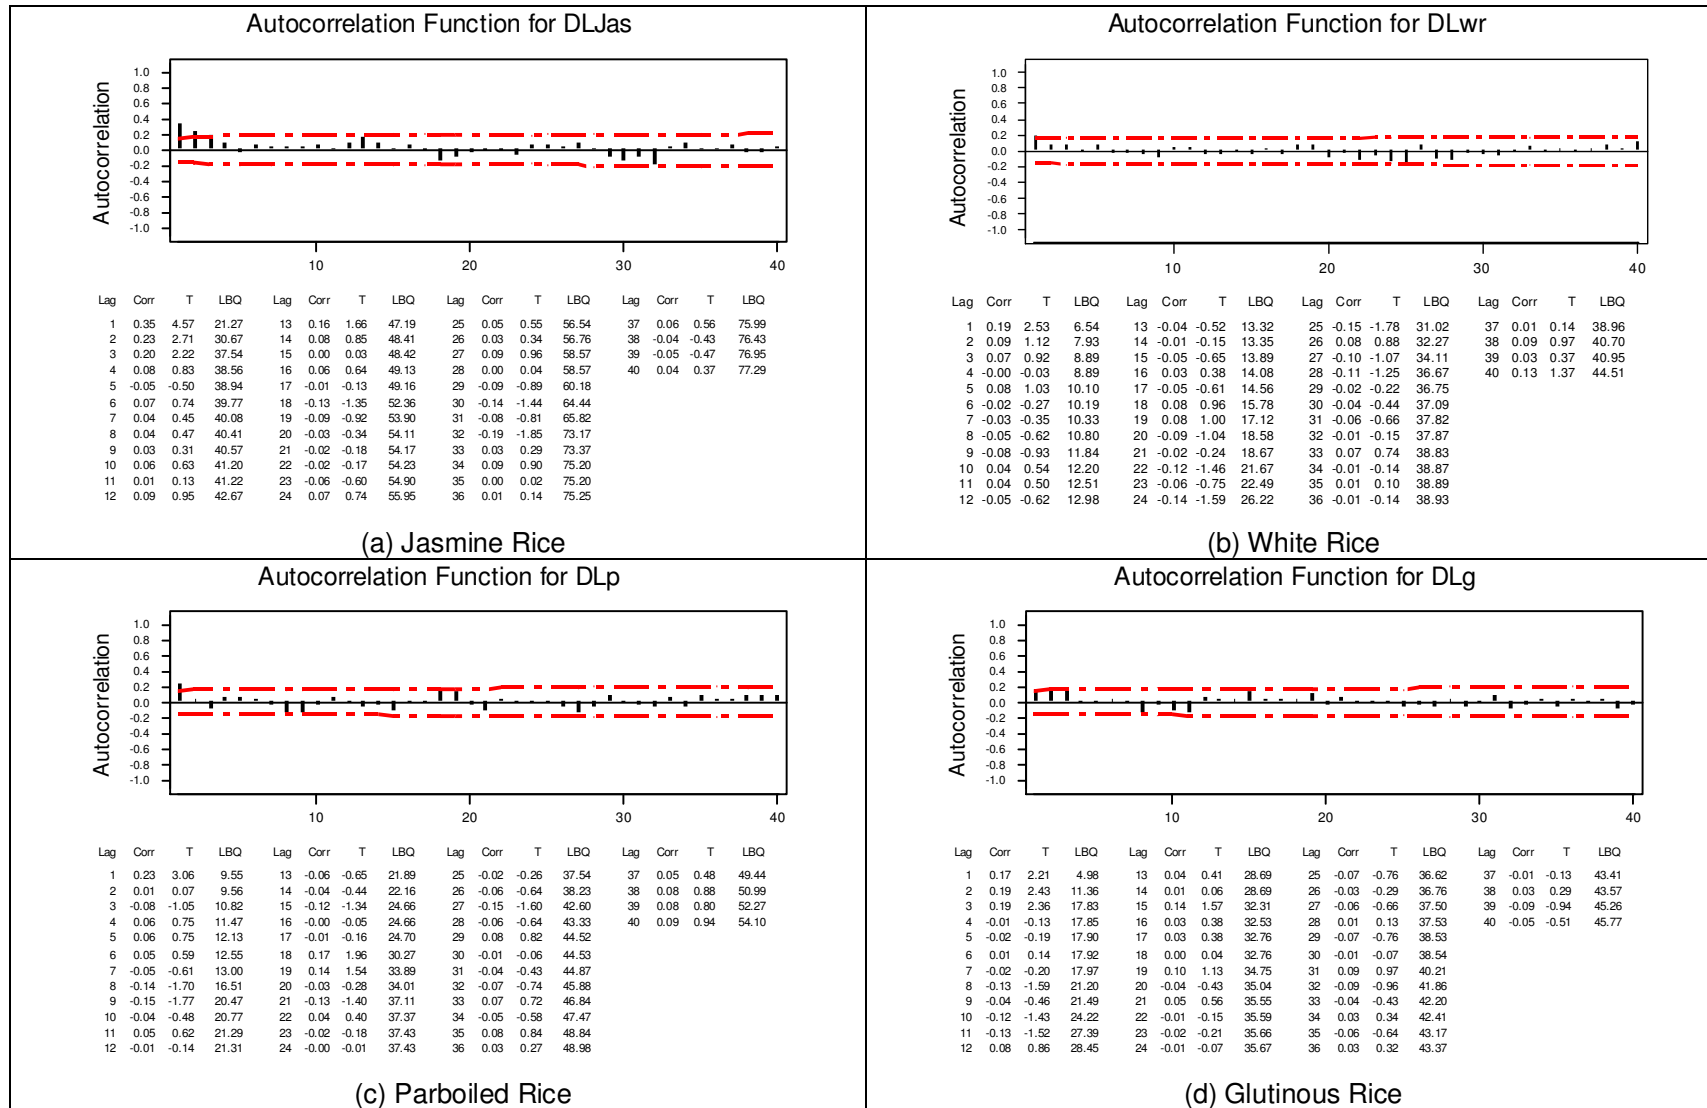 Autocorrelation Function for DLJas
Autocorrelation
1.0
0.8
0.6
0.4
0.2
0.0
-0.2
-0.4
-0.6
-0.8
-1.0
10 20 30 40
Lag Corr T LBQ Lag Corr T LBQ Lag Corr T LBQ Lag Corr T LBQ
1 0.35 4.57 21.27 13 0.16 1.66 47.19 25 0.05 0.55 56.54 37 0.06 0.56 75.99
2 0.23 2.71 30.67 14 0.08 0.85 48.41 26 0.03 0.34 56.76 38 -0.04 -0.43 76.43
3 0.20 2.22 37.54 15 0.00 0.03 48.42 27 0.09 0.96 58.57 39 -0.05 -0.47 76.95
4 0.08 0.83 38.56 16 0.06 0.64 49.13 28 0.00 0.04 58.57 40 0.04 0.37 77.29
5 -0.05 -0.50 38.94 17 -0.01 -0.13 49.16 29 -0.09 -0.89 60.18
6 0.07 0.74 39.77 18 -0.13 -1.35 52.36 30 -0.14 -1.44 64.44
7 0.04 0.45 40.08 19 -0.09 -0.92 53.90 31 -0.08 -0.81 65.82
8 0.04 0.47 40.41 20 -0.03 -0.34 54.11 32 -0.19 -1.85 73.17
9 0.03 0.31 40.57 21 -0.02 -0.18 54.17 33 0.03 0.29 73.37
10 0.06 0.63 41.20 22 -0.02 -0.17 54.23 34 0.09 0.90 75.20
11 0.01 0.13 41.22 23 -0.06 -0.60 54.90 35 0.00 0.02 75.20
12 0.09 0.95 42.67 24 0.07 0.74 55.95 36 0.01 0.14 75.25
(a) Jasmine Rice
Autocorrelation Function for DLwr
Autocorrelation
1.0
0.8
0.6
0.4
0.2
0.0
-0.2
-0.4
-0.6
-0.8
-1.0
10 20 30 40
Lag Corr T LBQ Lag Corr T LBQ Lag Corr T LBQ Lag Corr T LBQ
1 0.19 2.53 6.54 13 -0.04 -0.52 13.32 25 -0.15 -1.78 31.02 37 0.01 0.14 38.96
2 0.09 1.12 7.93 14 -0.01 -0.15 13.35 26 0.08 0.88 32.27 38 0.09 0.97 40.70
3 0.07 0.92 8.89 15 -0.05 -0.65 13.89 27 -0.10 -1.07 34.11 39 0.03 0.37 40.95
4 -0.00 -0.03 8.89 16 0.03 0.38 14.08 28 -0.11 -1.25 36.67 40 0.13 1.37 44.51
5 0.08 1.03 10.10 17 -0.05 -0.61 14.56 29 -0.02 -0.22 36.75
6 -0.02 -0.27 10.19 18 0.08 0.96 15.78 30 -0.04 -0.44 37.09
7 -0.03 -0.35 10.33 19 0.08 1.00 17.12 31 -0.06 -0.66 37.82
8 -0.05 -0.62 10.80 20 -0.09 -1.04 18.58 32 -0.01 -0.15 37.87
9 -0.08 -0.93 11.84 21 -0.02 -0.24 18.67 33 0.07 0.74 38.83
10 0.04 0.54 12.20 22 -0.12 -1.46 21.67 34 -0.01 -0.14 38.87
11 0.04 0.50 12.51 23 -0.06 -0.75 22.49 35 0.01 0.10 38.89
12 -0.05 -0.62 12.98 24 -0.14 -1.59 26.22 36 -0.01 -0.14 38.93
(b) White Rice
Autocorrelation Function for DLp
Autocorrelation
1.0
0.8
0.6
0.4
0.2
0.0
-0.2
-0.4
-0.6
-0.8
-1.0
10 20 30 40
Lag Corr T LBQ Lag Corr T LBQ Lag Corr T LBQ Lag Corr T LBQ
1 0.23 3.06 9.55 13 -0.06 -0.65 21.89 25 -0.02 -0.26 37.54 37 0.05 0.48 49.44
2 0.01 0.07 9.56 14 -0.04 -0.44 22.16 26 -0.06 -0.64 38.23 38 0.08 0.88 50.99
3 -0.08 -1.05 10.82 15 -0.12 -1.34 24.66 27 -0.15 -1.60 42.60 39 0.08 0.80 52.27
4 0.06 0.75 11.47 16 -0.00 -0.05 24.66 28 -0.06 -0.64 43.33 40 0.09 0.94 54.10
5 0.06 0.75 12.13 17 -0.01 -0.16 24.70 29 0.08 0.82 44.52
6 0.05 0.59 12.55 18 0.17 1.96 30.27 30 -0.01 -0.06 44.53
7 -0.05 -0.61 13.00 19 0.14 1.54 33.89 31 -0.04 -0.43 44.87
8 -0.14 -1.70 16.51 20 -0.03 -0.28 34.01 32 -0.07 -0.74 45.88
9 -0.15 -1.77 20.47 21 -0.13 -1.40 37.11 33 0.07 0.72 46.84
10 -0.04 -0.48 20.77 22 0.04 0.40 37.37 34 -0.05 -0.58 47.47
11 0.05 0.62 21.29 23 -0.02 -0.18 37.43 35 0.08 0.84 48.84
12 -0.01 -0.14 21.31 24 -0.00 -0.01 37.43 36 0.03 0.27 48.98
(c) Parboiled Rice
Autocorrelation Function for DLg
Autocorrelation
1.0
0.8
0.6
0.4
0.2
0.0
-0.2
-0.4
-0.6
-0.8
-1.0
10 20 30 40
Lag Corr T LBQ Lag Corr T LBQ Lag Corr T LBQ Lag Corr T LBQ
1 0.17 2.21 4.98 13 0.04 0.41 28.69 25 -0.07 -0.76 36.62 37 -0.01 -0.13 43.41
2 0.19 2.43 11.36 14 0.01 0.06 28.69 26 -0.03 -0.29 36.76 38 0.03 0.29 43.57
3 0.19 2.36 17.83 15 0.14 1.57 32.31 27 -0.06 -0.66 37.50 39 -0.09 -0.94 45.26
4 -0.01 -0.13 17.85 16 0.03 0.38 32.53 28 0.01 0.13 37.53 40 -0.05 -0.51 45.77
5 -0.02 -0.19 17.90 17 0.03 0.38 32.76 29 -0.07 -0.76 38.53
6 0.01 0.14 17.92 18 0.00 0.04 32.76 30 -0.01 -0.07 38.54
7 -0.02 -0.20 17.97 19 0.10 1.13 34.75 31 0.09 0.97 40.21
8 -0.13 -1.59 21.20 20 -0.04 -0.43 35.04 32 -0.09 -0.96 41.86
9 -0.04 -0.46 21.49 21 0.05 0.56 35.55 33 -0.04 -0.43 42.20
10 -0.12 -1.43 24.22 22 -0.01 -0.15 35.59 34 0.03 0.34 42.41
11 -0.13 -1.52 27.39 23 -0.02 -0.21 35.66 35 -0.06 -0.64 43.17
12 0.08 0.86 28.45 24 -0.01 -0.07 35.67 36 0.03 0.32 43.37
(d) Glutinous Rice